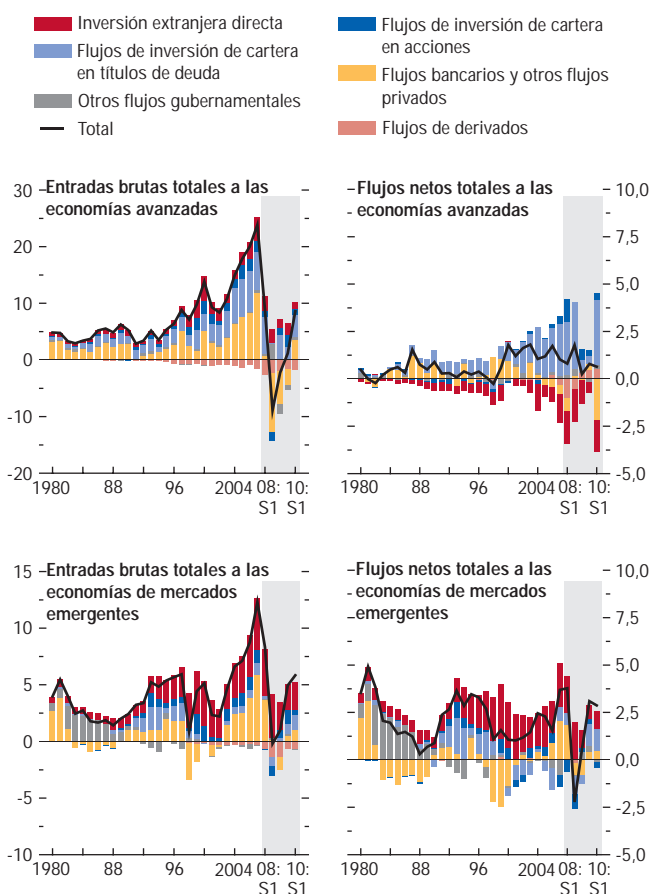 Inversión extranjera directa
Flujos de inversión de cartera
en títulos de deuda
Otros flujos gubernamentales
Total
Flujos de inversión de cartera
en acciones
Flujos bancarios y otros flujos
privados
Flujos de derivados
Entradas brutas totales a las
economías avanzadas
30
20
10
0
-10
-20
1980 88 96 2004 08: 10:
S1 S1
Flujos netos totales a las
economías avanzadas
10,0
7,5
5,0
2,5
0,0
-2,5
-5,0
1980 88 96 2004 08: 10:
S1 S1
Entradas brutas totales a las
economías de mercados
emergentes
15
10
5
0
-5
-10
1980 88 96 2004 08: 10:
S1 S1
Flujos netos totales a las
economías de mercados
emergentes
10,0
7,5
5,0
2,5
0,0
-2,5
-5,0
1980 88 96 2004 08: 10:
S1 S1